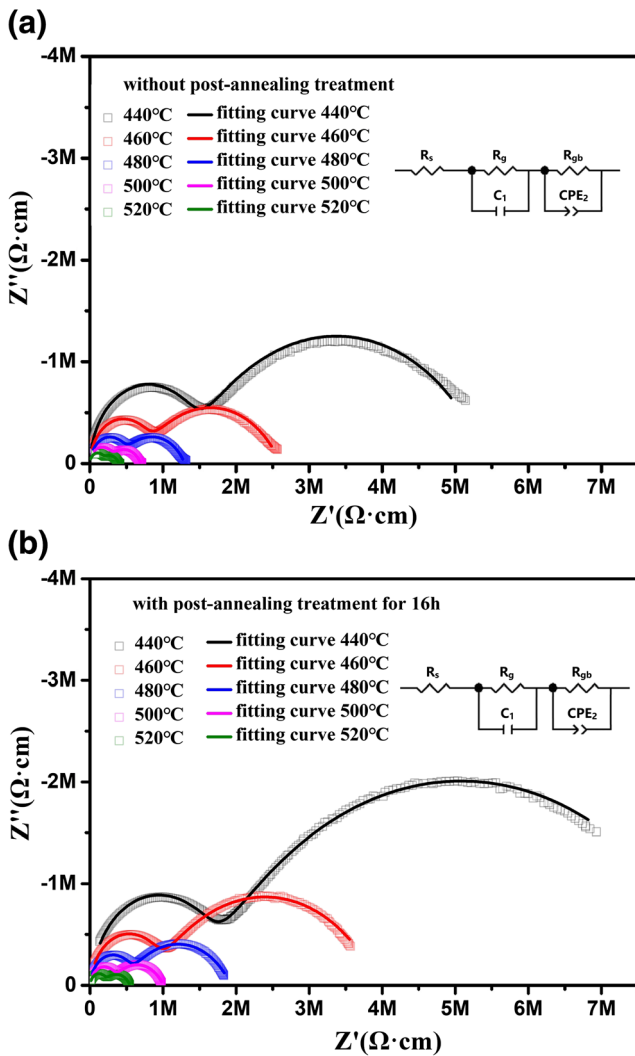 (a)
-4M
-3M
-2M
-1M
0
Z''(Ω·cm)
without post-annealing treatment
440°C fitting curve 440°C
460°C fitting curve 460°C
480°C fitting curve 480°C
500°C fitting curve 500°C
520°C fitting curve 520°C
Rs Rg Rgb
C1 CPE2
0 1M 2M 3M 4M 5M 6M 7M
Z'(Ω·cm)
(b)
-4M
-3M
-2M
-1M
0
Z''(Ω·cm)
with post-annealing treatment for 16h
440°C fitting curve 440°C
460°C fitting curve 460°C
480°C fitting curve 480°C
500°C fitting curve 500°C
520°C fitting curve 520°C
Rs Rg Rgb
C1 CPE2
0 1M 2M 3M 4M 5M 6M 7M
Z'(Ω·cm)